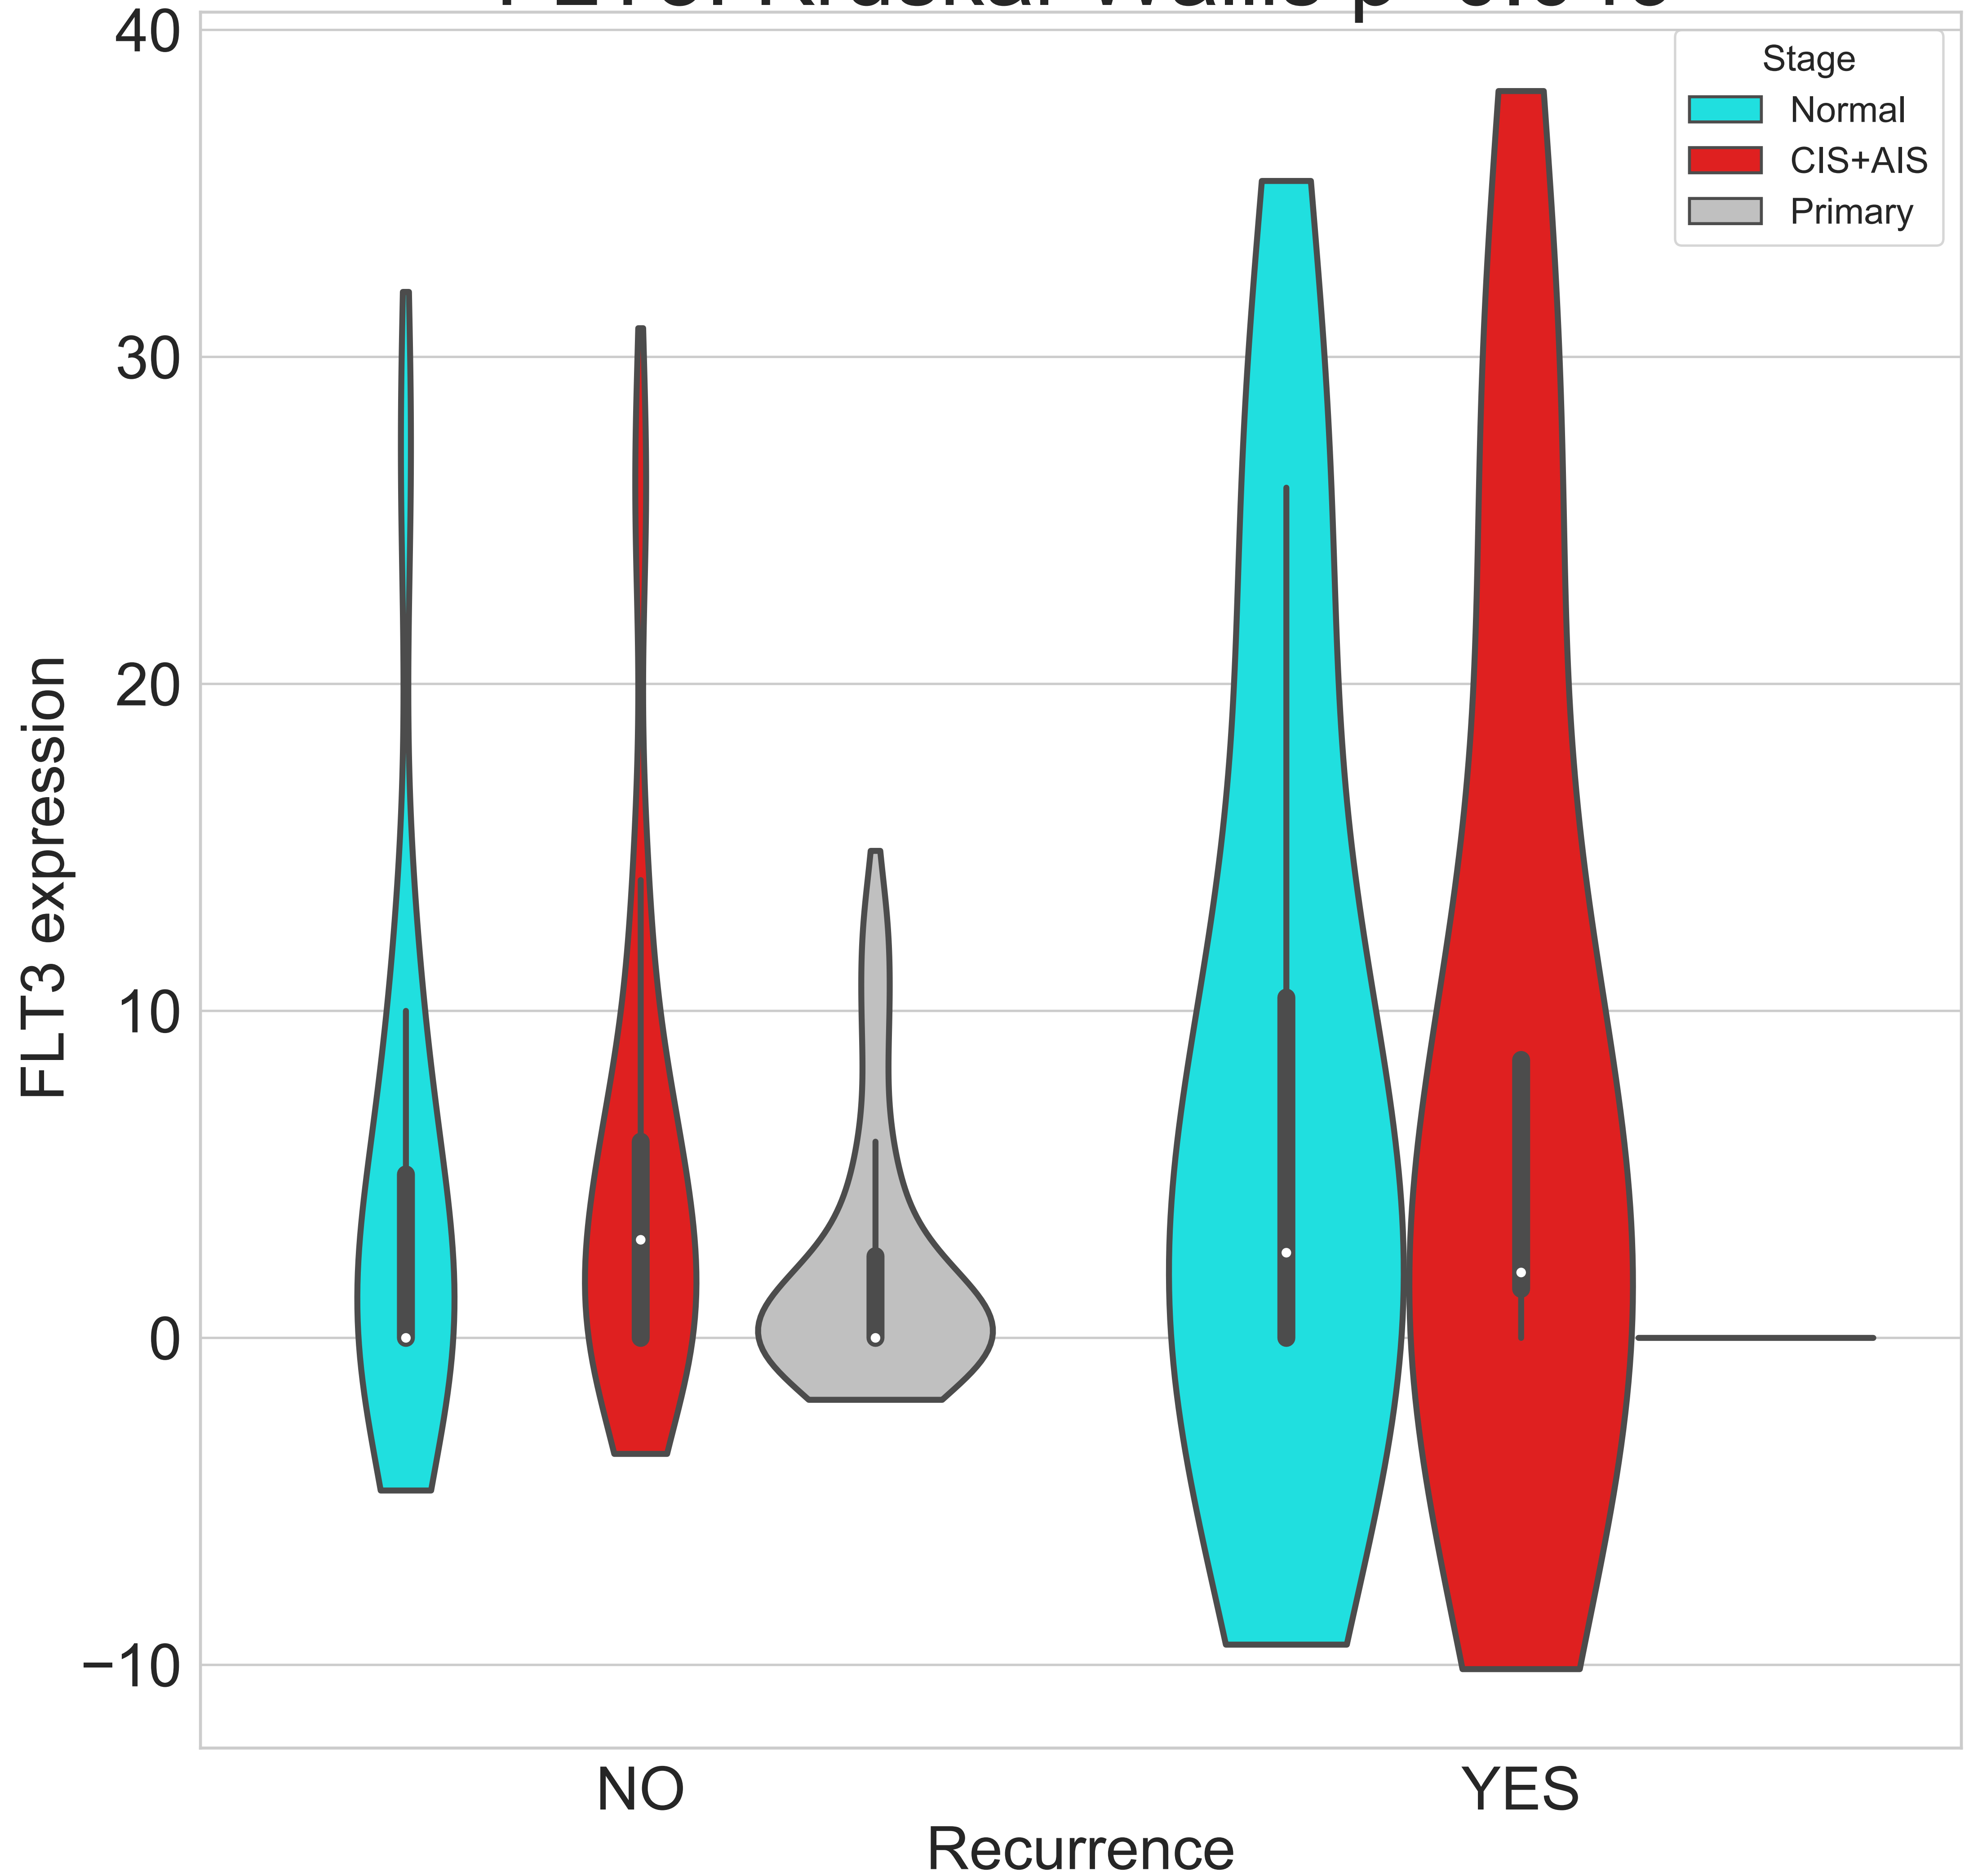 40
30
20
10
0
−10
FLT3 expression
Stage
Normal
CIS+AIS
Primary
NO YES
Recurrence